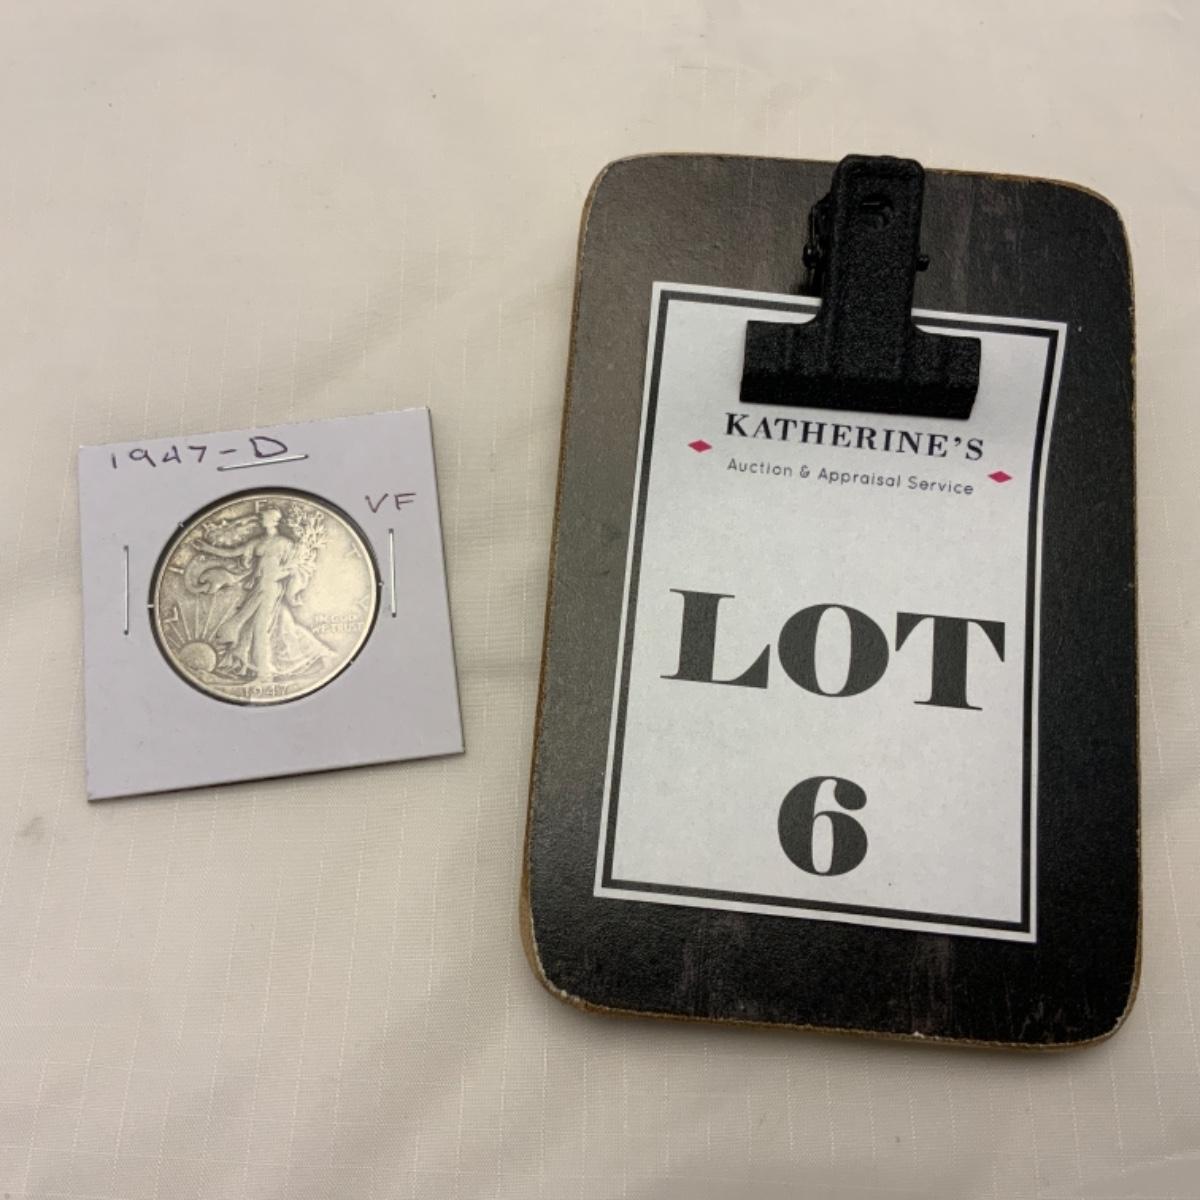 1947-D
VF
LIBERTY
IN GOD
WE TRUST
1947
KATHERINE'S
Auction & Appraisal Service
LOT
6